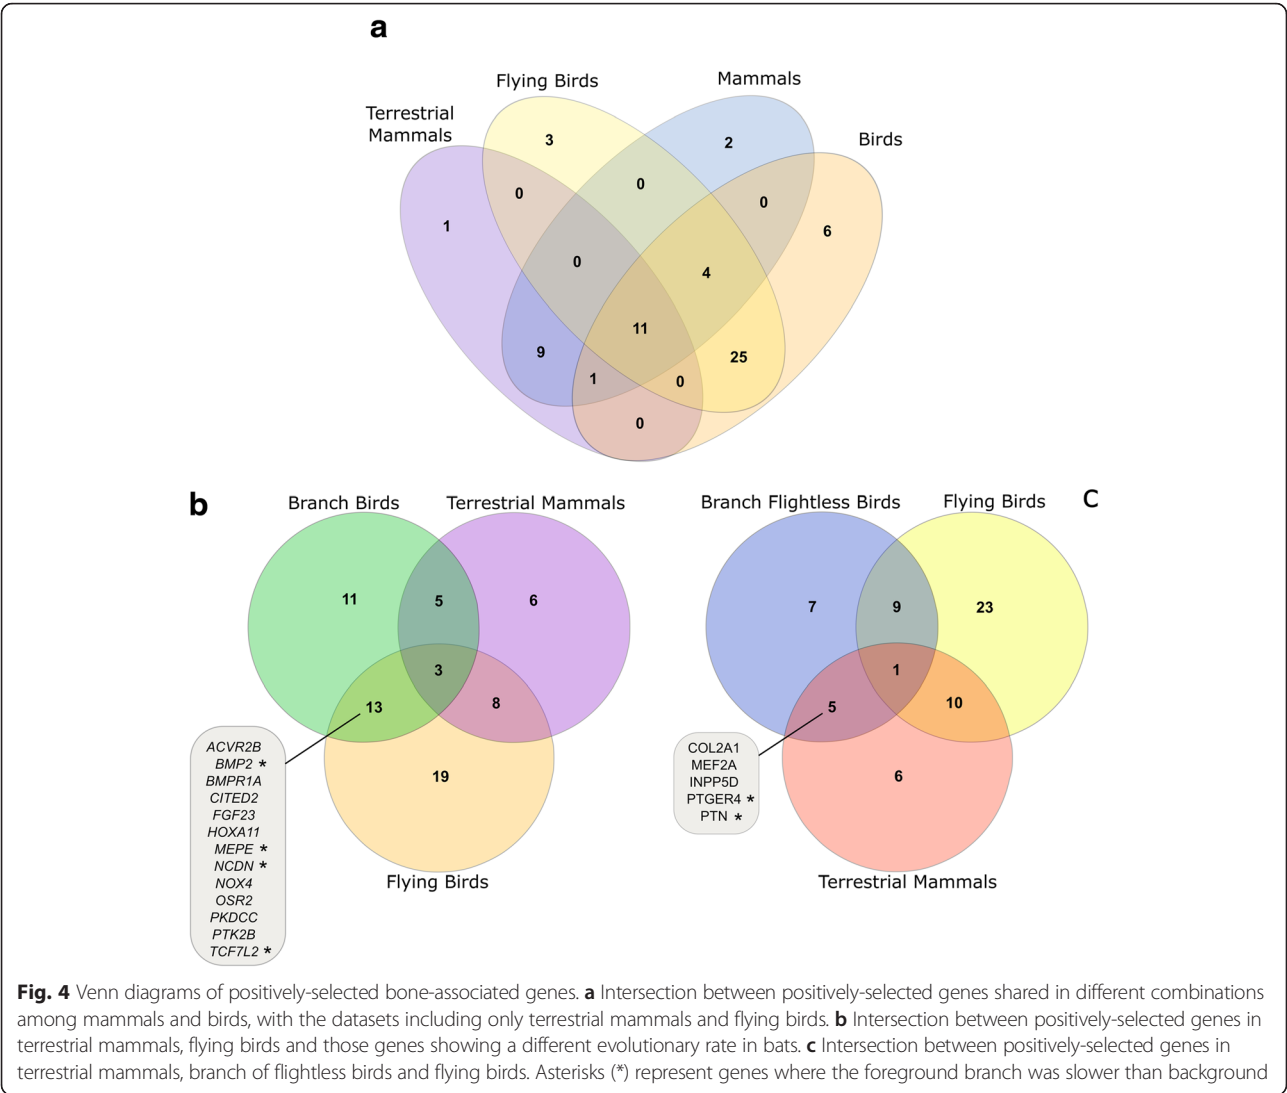 a
Flying Birds
Mammals
Terrestrial
Mammals
Birds
3
2
0
0
0
1
6
0
4
11
9
25
1
0
0
b
Branch Birds
Terrestrial Mammals
11
5
6
3
13
8
19
ACVR2B
BMP2 *
BMPR1A
CITED2
FGF23
HOXA11
MEPE *
NCDN *
NOX4
OSR2
PKDCC
PTK2B
TCF7L2 *
Flying Birds
Branch Flightless Birds
Flying Birds
C
7
9
23
1
5
10
6
COL2A1
MEF2A
INPP5D
PTGER4 *
PTN *
Terrestrial Mammals
Fig. 4 Venn diagrams of positively-selected bone-associated genes. a Intersection between positively-selected genes shared in different combinations
among mammals and birds, with the datasets including only terrestrial mammals and flying birds. b Intersection between positively-selected genes in
terrestrial mammals, flying birds and those genes showing a different evolutionary rate in bats. c Intersection between positively-selected genes in
terrestrial mammals, branch of flightless birds and flying birds. Asterisks (*) represent genes where the foreground branch was slower than background